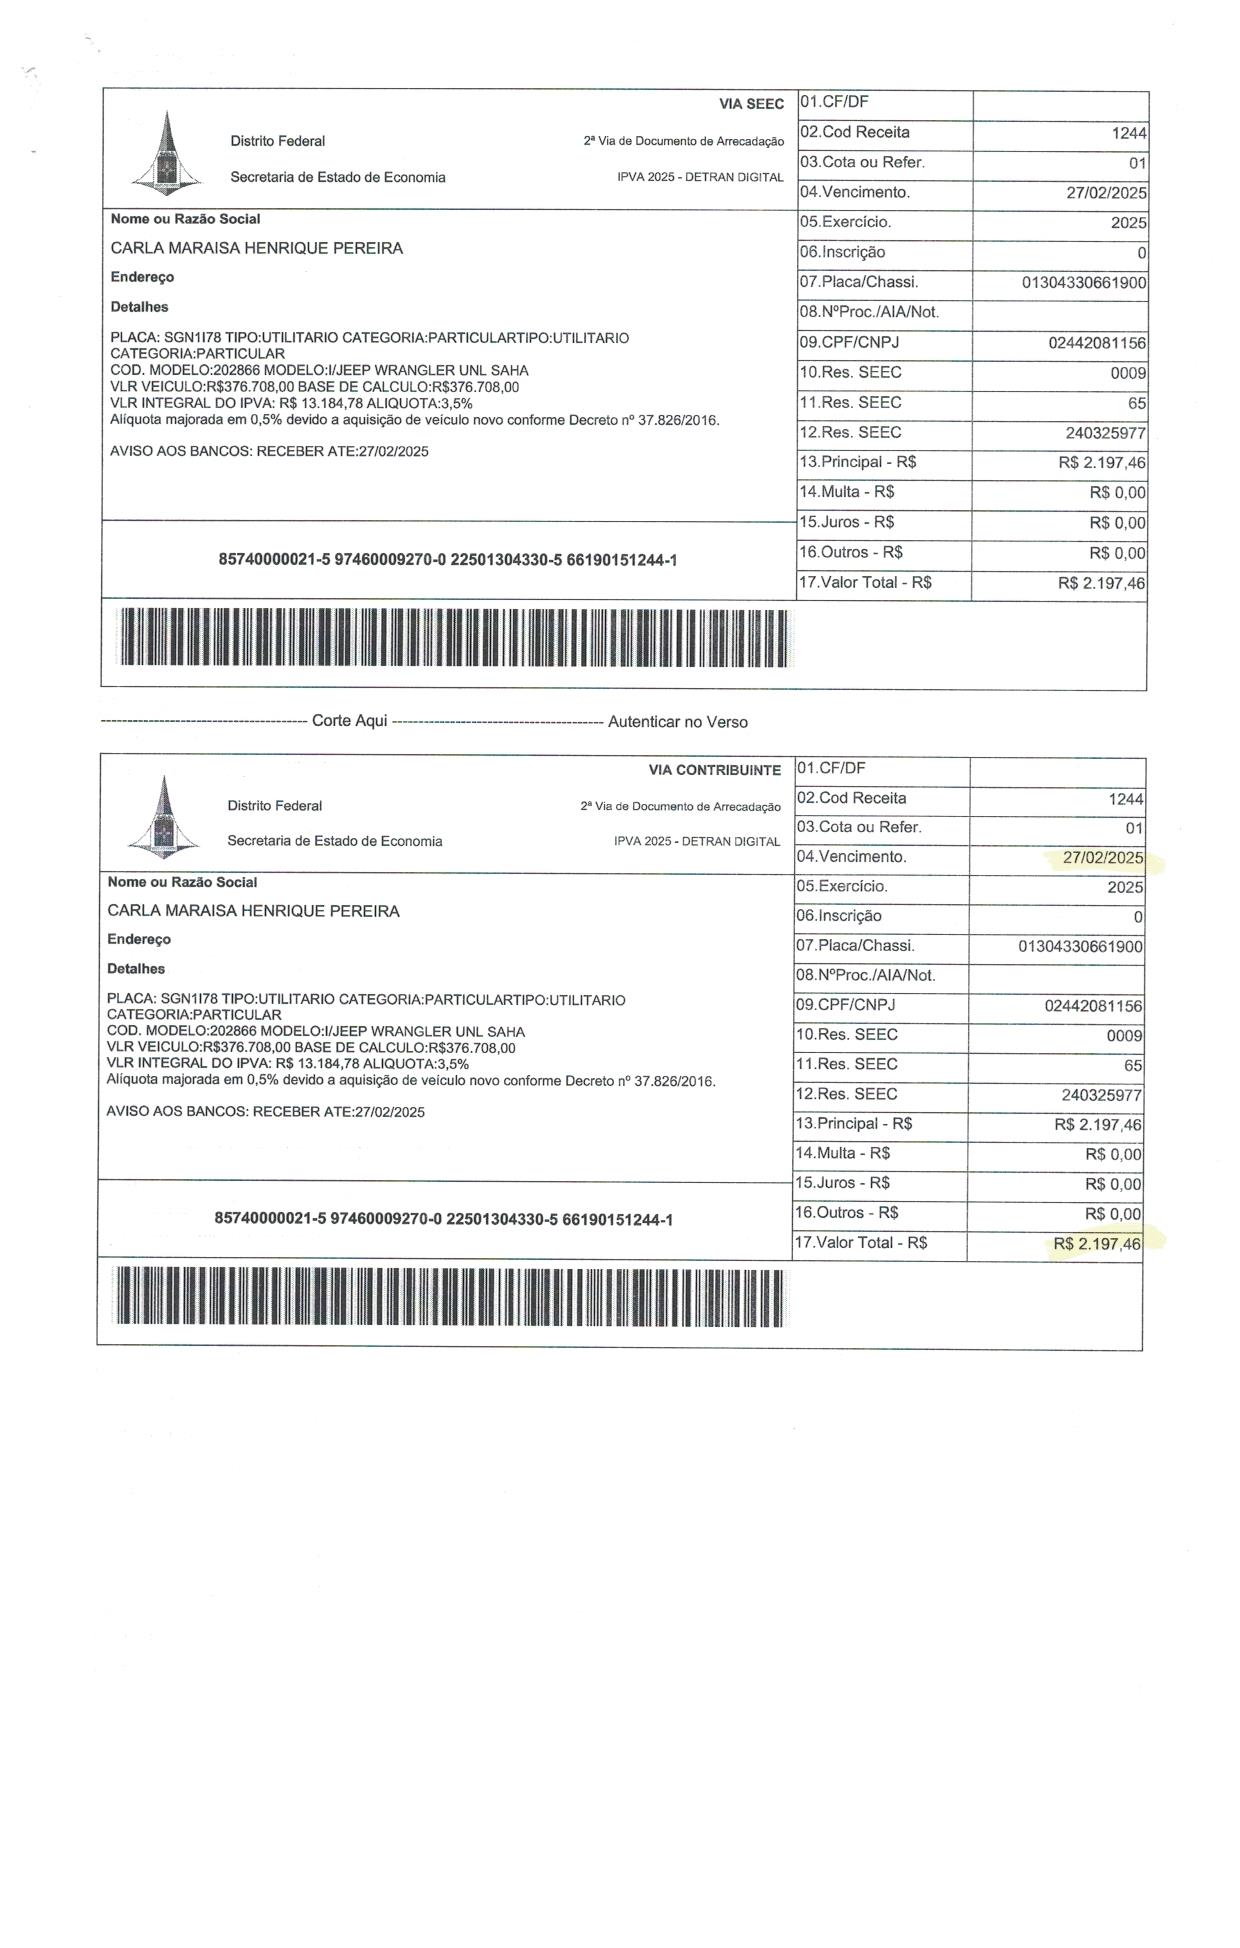 VIA SEEC
Distrito Federal
2ª Via de Documento de Arrecadação
Secretaria de Estado de Economia
IPVA 2025 - DETRAN DIGITAL
Nome ou Razão Social
CARLA MARAISA HENRIQUE PEREIRA
Endereço
Detalhes
PLACA: SGN1I78 TIPO:UTILITARIO CATEGORIA:PARTICULARTIPO:UTILITARIO
CATEGORIA:PARTICULAR
COD. MODELO:202866 MODELO:I/JEEP WRANGLER UNL SAHA
VLR VEICULO:R$376.708,00 BASE DE CALCULO:R$376.708,00
VLR INTEGRAL DO IPVA: R$ 13.184,78 ALIQUOTA:3,5%
Alíquota majorada em 0,5% devido a aquisição de veículo novo conforme Decreto nº 37.826/2016.
AVISO AOS BANCOS: RECEBER ATE:27/02/2025
85740000021-5 97460009270-0 22501304330-5 66190151244-1
01.CF/DF
02.Cod Receita 1244
03.Cota ou Refer. 01
04.Vencimento. 27/02/2025
05.Exercício. 2025
06.Inscrição 0
07.Placa/Chassi. 01304330661900
08.NºProc./AIA/Not.
09.CPF/CNPJ 02442081156
10.Res. SEEC 0009
11.Res. SEEC 65
12.Res. SEEC 240325977
13.Principal - R$ R$ 2.197,46
14.Multa - R$ R$ 0,00
15.Juros - R$ R$ 0,00
16.Outros - R$ R$ 0,00
17.Valor Total - R$ R$ 2.197,46
--------------------------------------- Corte Aqui ---------------------------------------- Autenticar no Verso
VIA CONTRIBUINTE
Distrito Federal
2ª Via de Documento de Arrecadação
Secretaria de Estado de Economia
IPVA 2025 - DETRAN DIGITAL
Nome ou Razão Social
CARLA MARAISA HENRIQUE PEREIRA
Endereço
Detalhes
PLACA: SGN1I78 TIPO:UTILITARIO CATEGORIA:PARTICULARTIPO:UTILITARIO
CATEGORIA:PARTICULAR
COD. MODELO:202866 MODELO:I/JEEP WRANGLER UNL SAHA
VLR VEICULO:R$376.708,00 BASE DE CALCULO:R$376.708,00
VLR INTEGRAL DO IPVA: R$ 13.184,78 ALIQUOTA:3,5%
Alíquota majorada em 0,5% devido a aquisição de veículo novo conforme Decreto nº 37.826/2016.
AVISO AOS BANCOS: RECEBER ATE:27/02/2025
85740000021-5 97460009270-0 22501304330-5 66190151244-1
01.CF/DF
02.Cod Receita 1244
03.Cota ou Refer. 01
04.Vencimento. 27/02/2025
05.Exercício. 2025
06.Inscrição 0
07.Placa/Chassi. 01304330661900
08.NºProc./AIA/Not.
09.CPF/CNPJ 02442081156
10.Res. SEEC 0009
11.Res. SEEC 65
12.Res. SEEC 240325977
13.Principal - R$ R$ 2.197,46
14.Multa - R$ R$ 0,00
15.Juros - R$ R$ 0,00
16.Outros - R$ R$ 0,00
17.Valor Total - R$ R$ 2.197,46